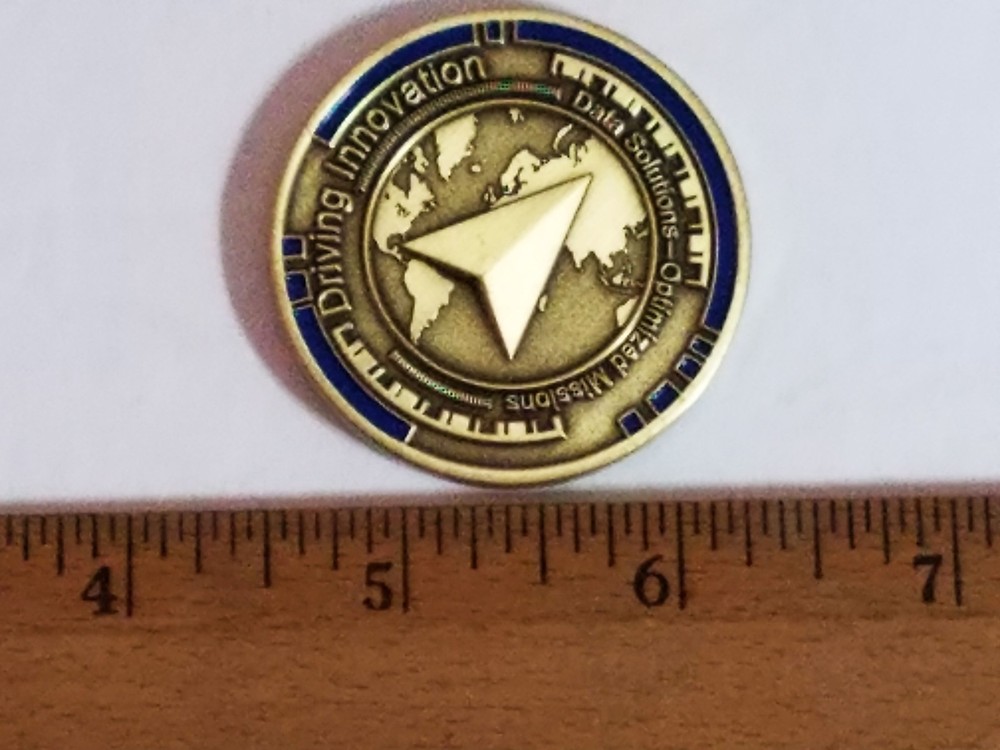 Driving Innovation
Data Solutions–Optimized Missions
4 5 6 7